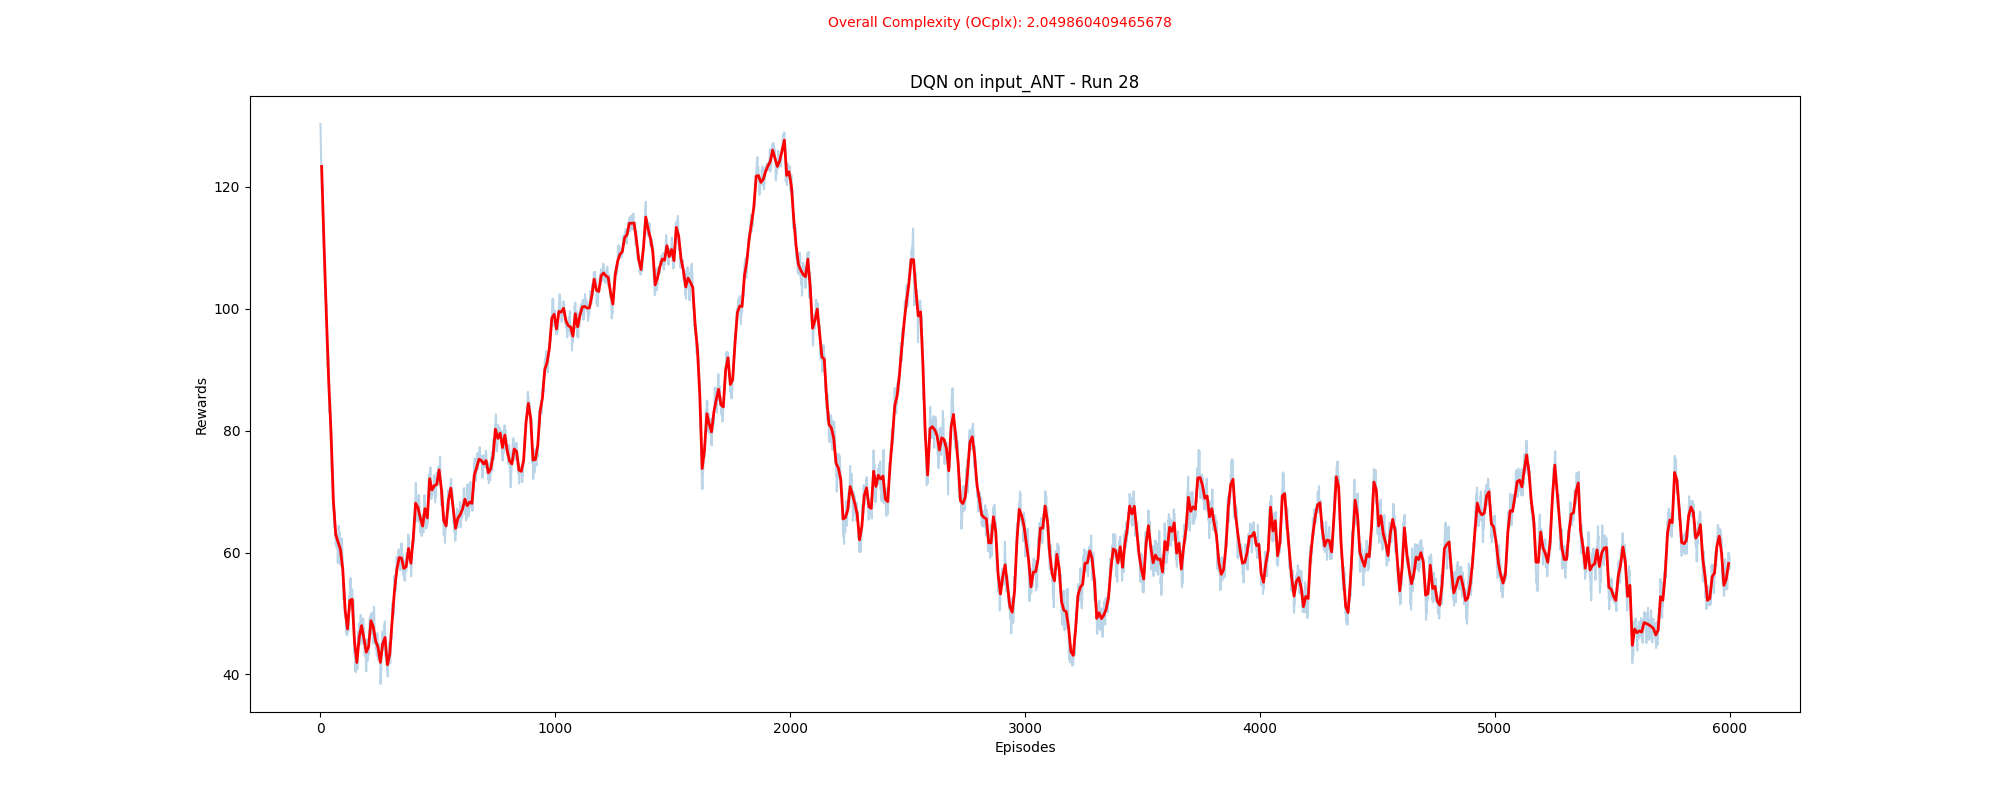 Overall Complexity (OCplx): 2.049860409465678
DQN on input_ANT - Run 28
Rewards
120
100
80
60
40
0 1000 2000 3000 4000 5000 6000
Episodes